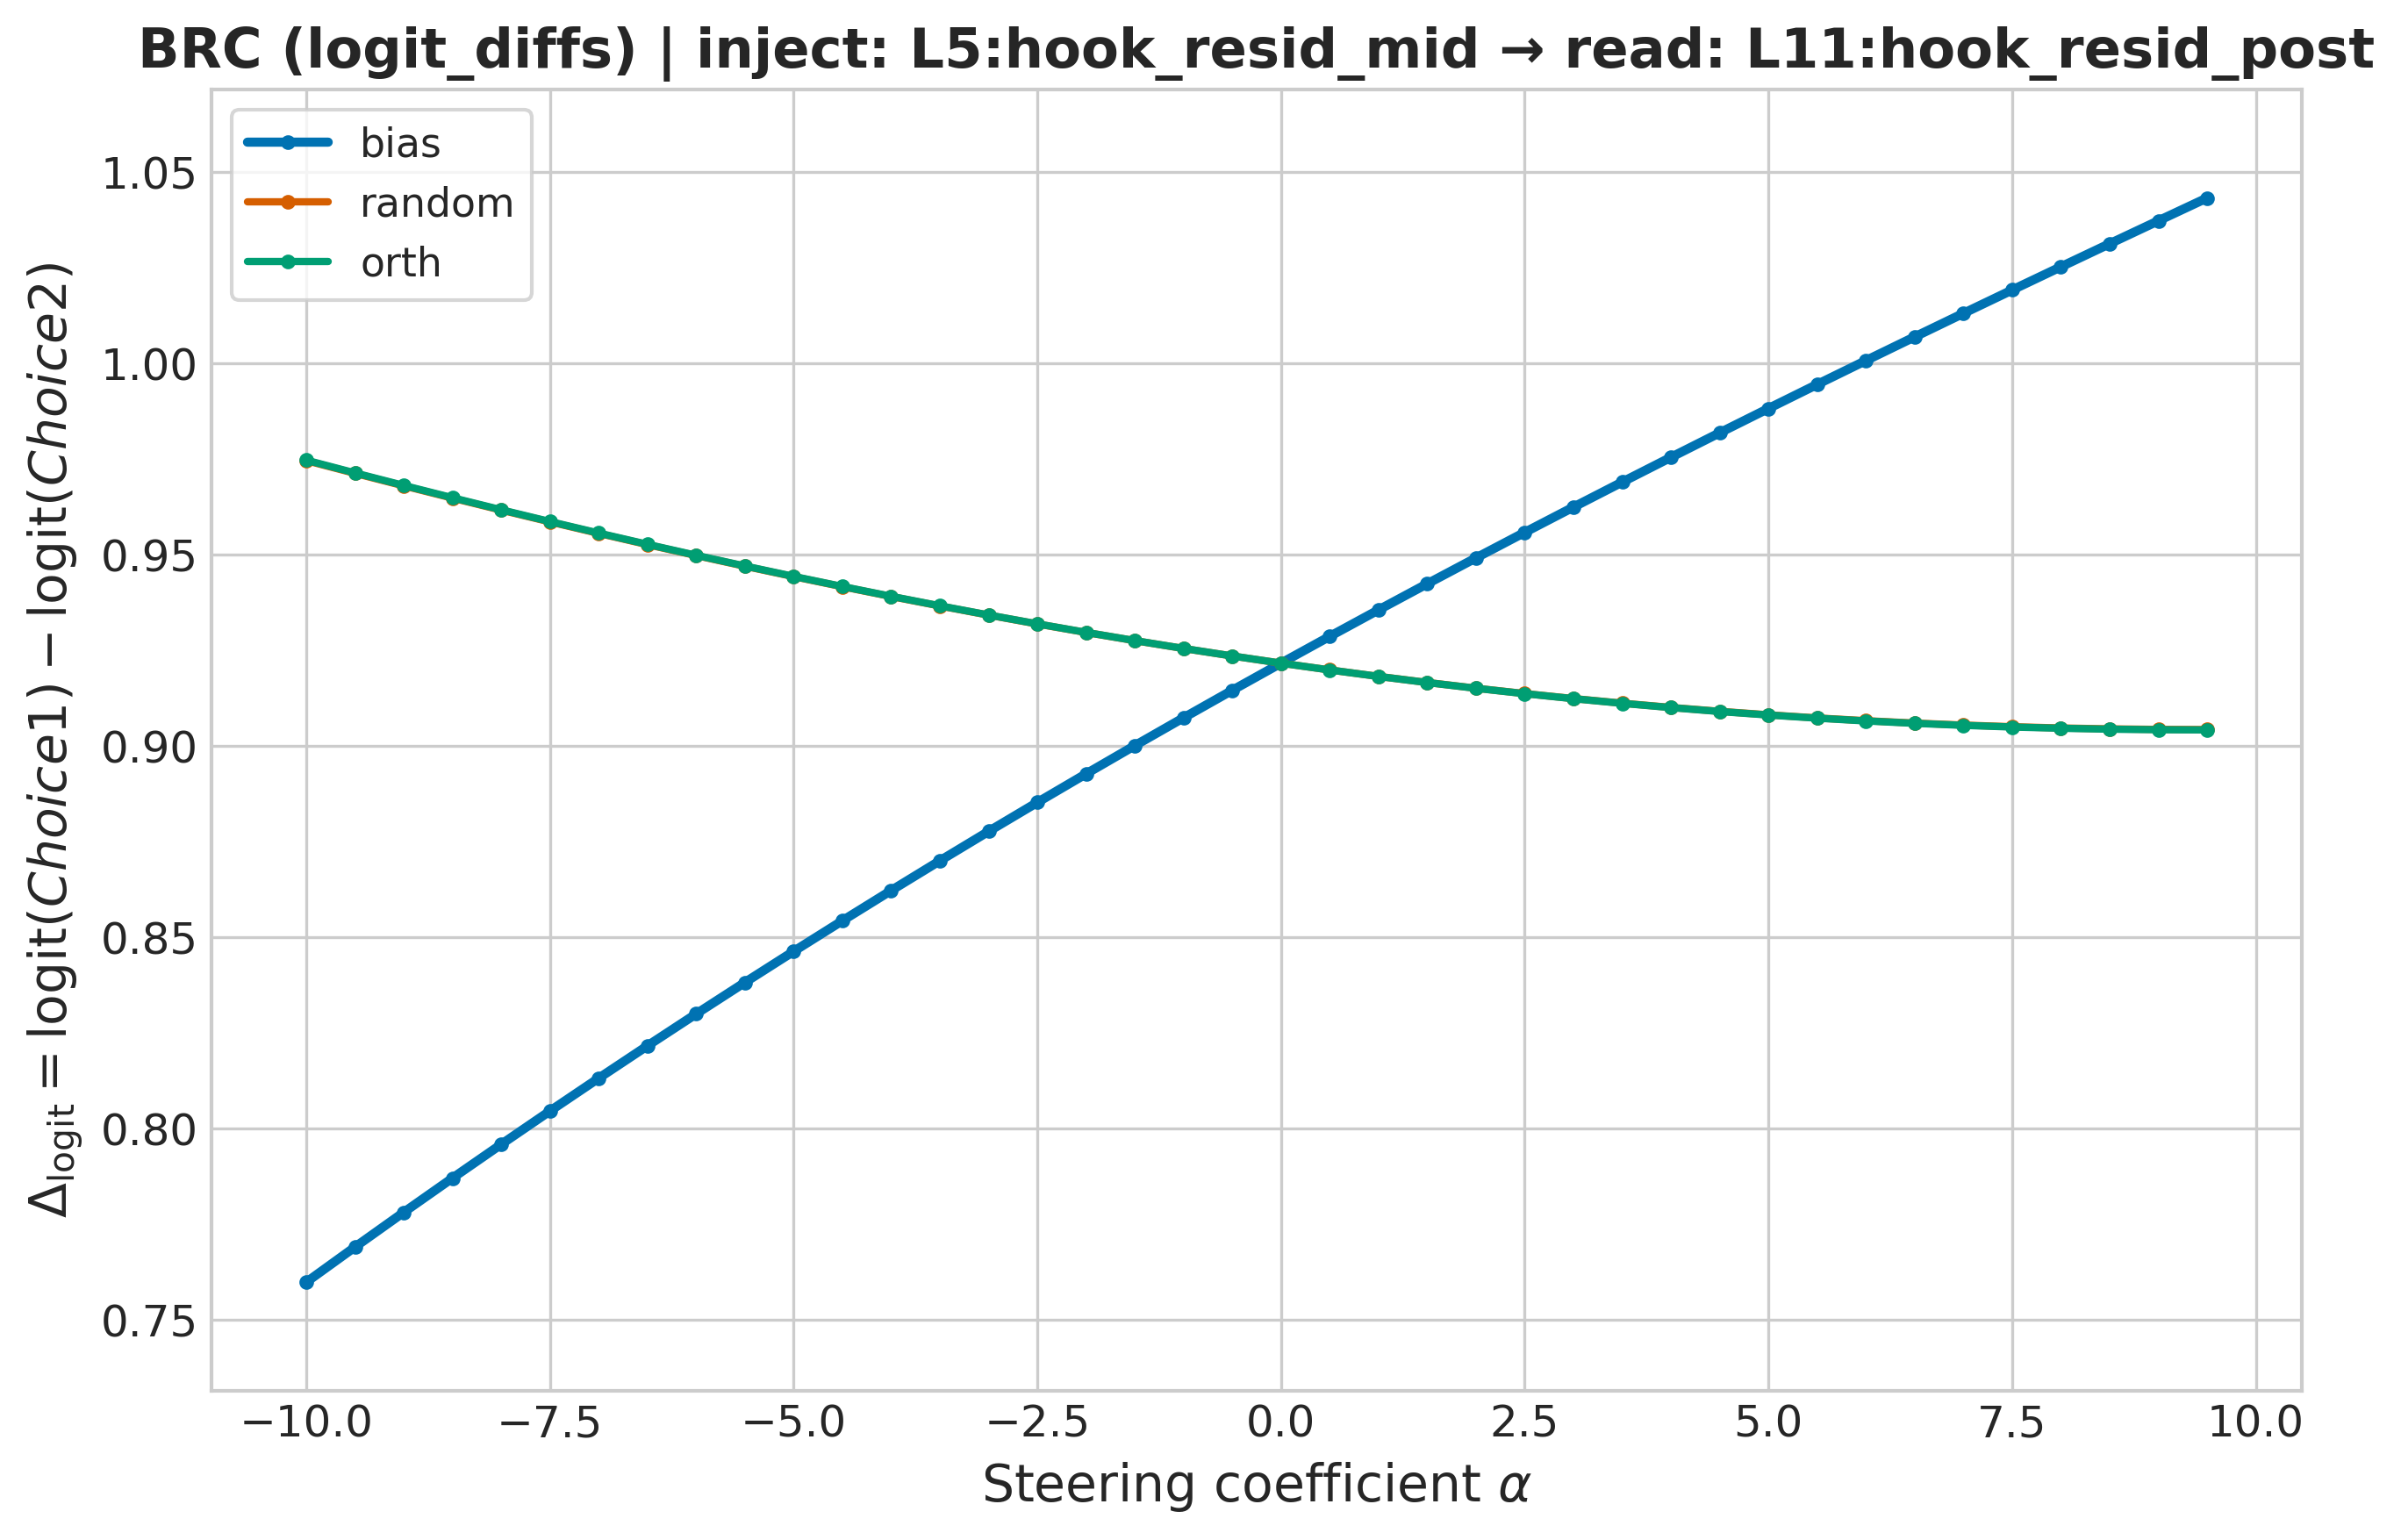 BRC (logit_diffs) | inject: L5:hook_resid_mid → read: L11:hook_resid_post
bias
random
orth
Δlogit = logit(Choice1) − logit(Choice2)
1.05
1.00
0.95
0.90
0.85
0.80
0.75
−10.0
−7.5
−5.0
−2.5
0.0
2.5
5.0
7.5
10.0
Steering coefficient α